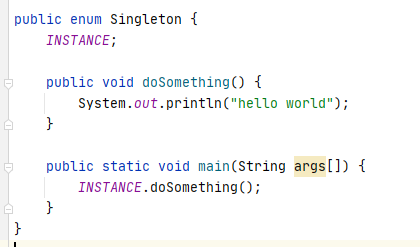 public enum Singleton {
    INSTANCE;

    public void doSomething() {
        System.out.println("hello world");
    }

    public static void main(String args[]) {
        INSTANCE.doSomething();
    }
}